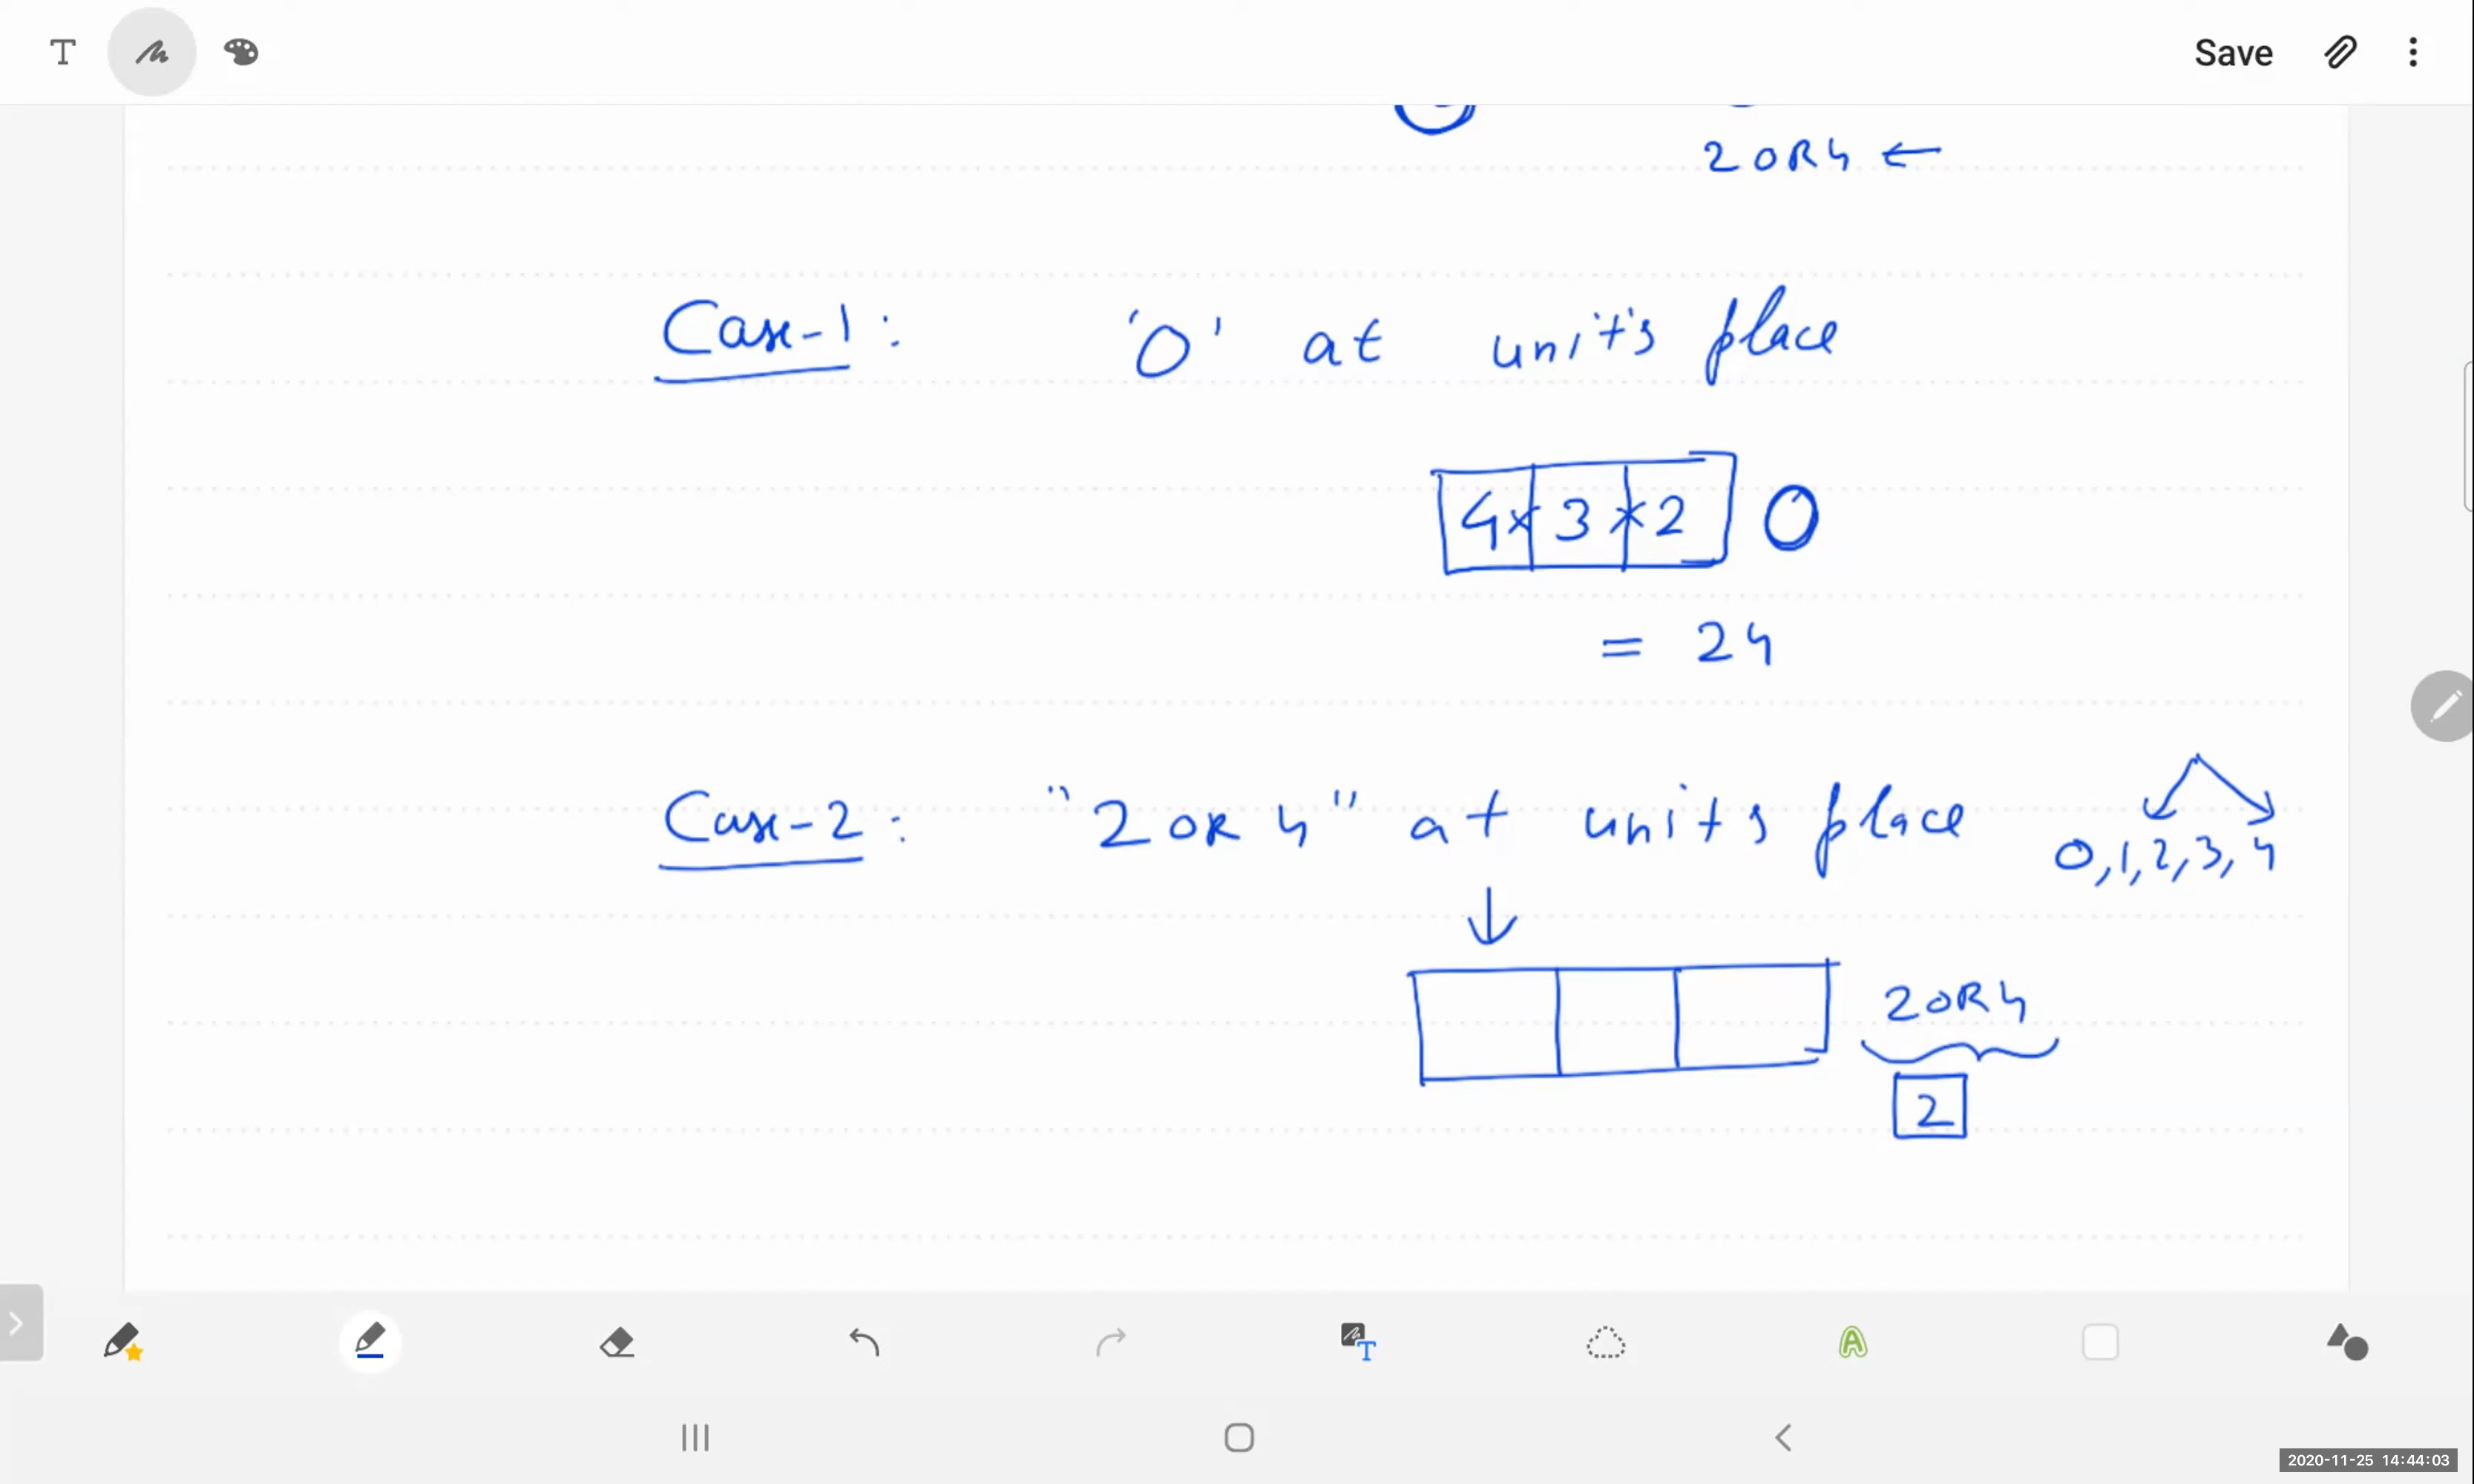 T Save
2 OR 4 ←
Case-1: '0' at unit's place
4 × 3 × 2 0
= 24
Case-2: "2 OR 4" at units place
0, 1, 2, 3, 4
2 OR 4
2
T
A
2020-11-25 14:44:03